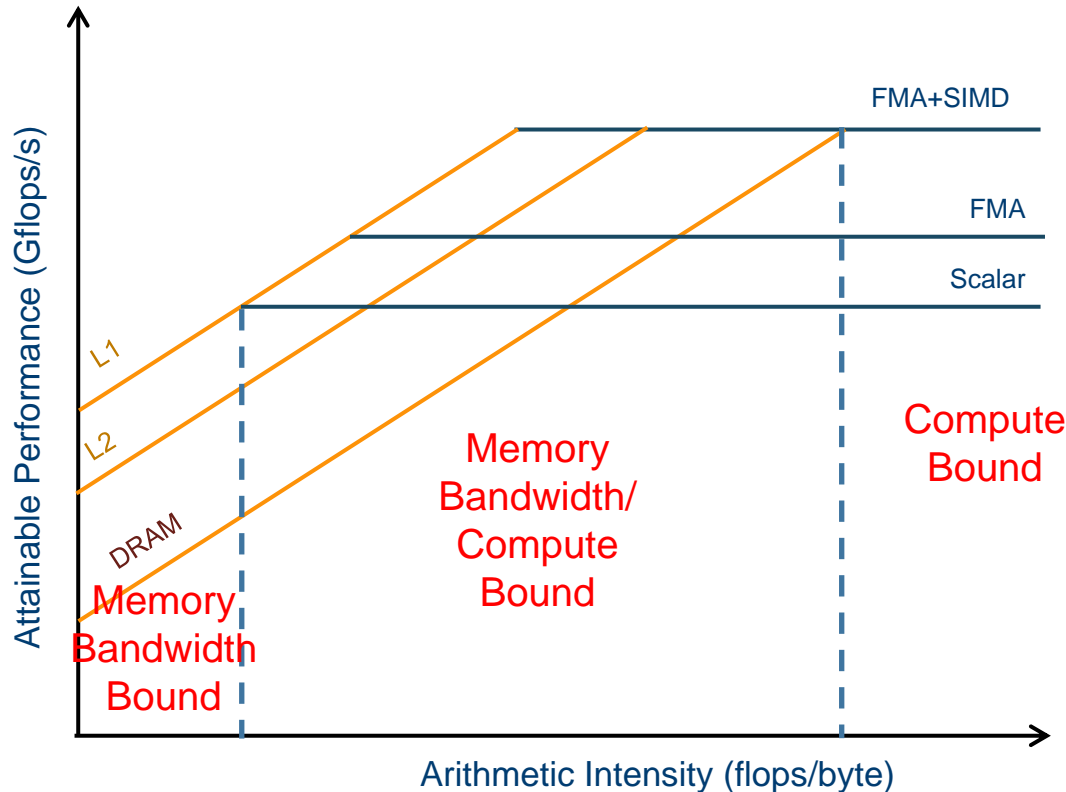 Attainable Performance (Gflops/s)
FMA+SIMD
FMA
Scalar
L1
L2
DRAM
Memory
Bandwidth
Bound
Memory
Bandwidth/
Compute
Bound
Compute
Bound
Arithmetic Intensity (flops/byte)